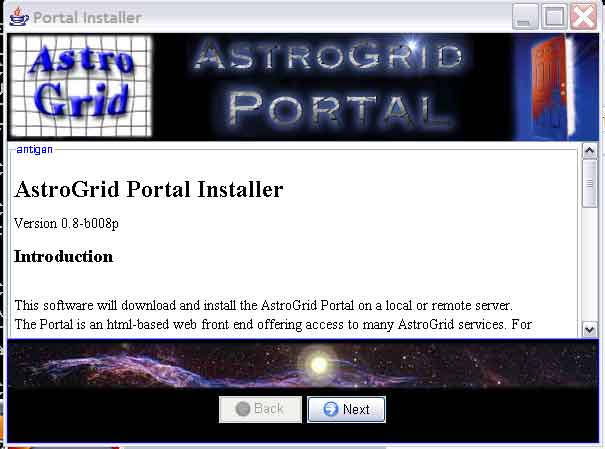 Portal Installer
Astro
Grid
ASTROGRID
PORTAL
antigen
AstroGrid Portal Installer
Version 0.8-b008p
Introduction
This software will download and install the AstroGrid Portal on a local or remote server.
The Portal is an html-based web front end offering access to many AstroGrid services. For
Back
Next